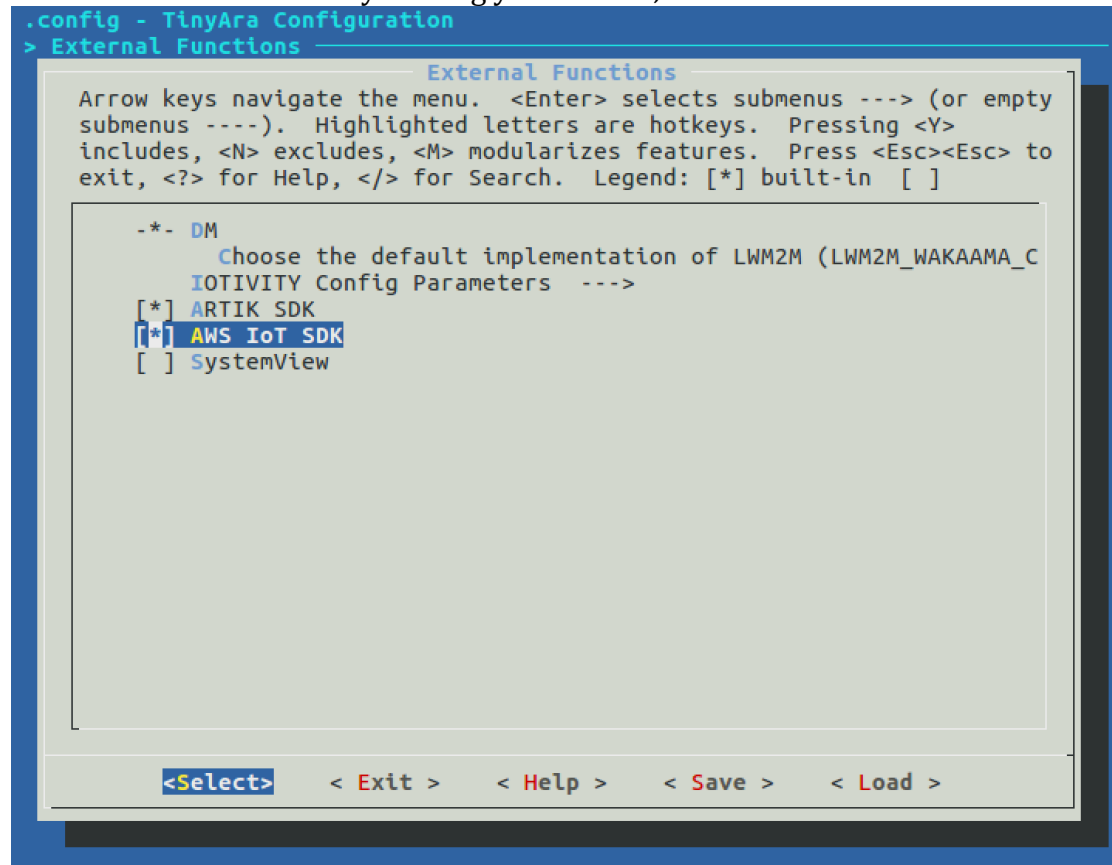 .config - TinyAra Configuration
> External Functions
External Functions
Arrow keys navigate the menu.  <Enter> selects submenus ---> (or empty
submenus ----).  Highlighted letters are hotkeys.  Pressing <Y>
includes, <N> excludes, <M> modularizes features.  Press <Esc><Esc> to
exit, <?> for Help, </> for Search.  Legend: [*] built-in  [ ]
-*- DM
Choose the default implementation of LWM2M (LWM2M_WAKAAMA_C
IOTIVITY Config Parameters  --->
[*] ARTIK SDK
[*] AWS IoT SDK
[ ] SystemView
<Select>    < Exit >    < Help >    < Save >    < Load >